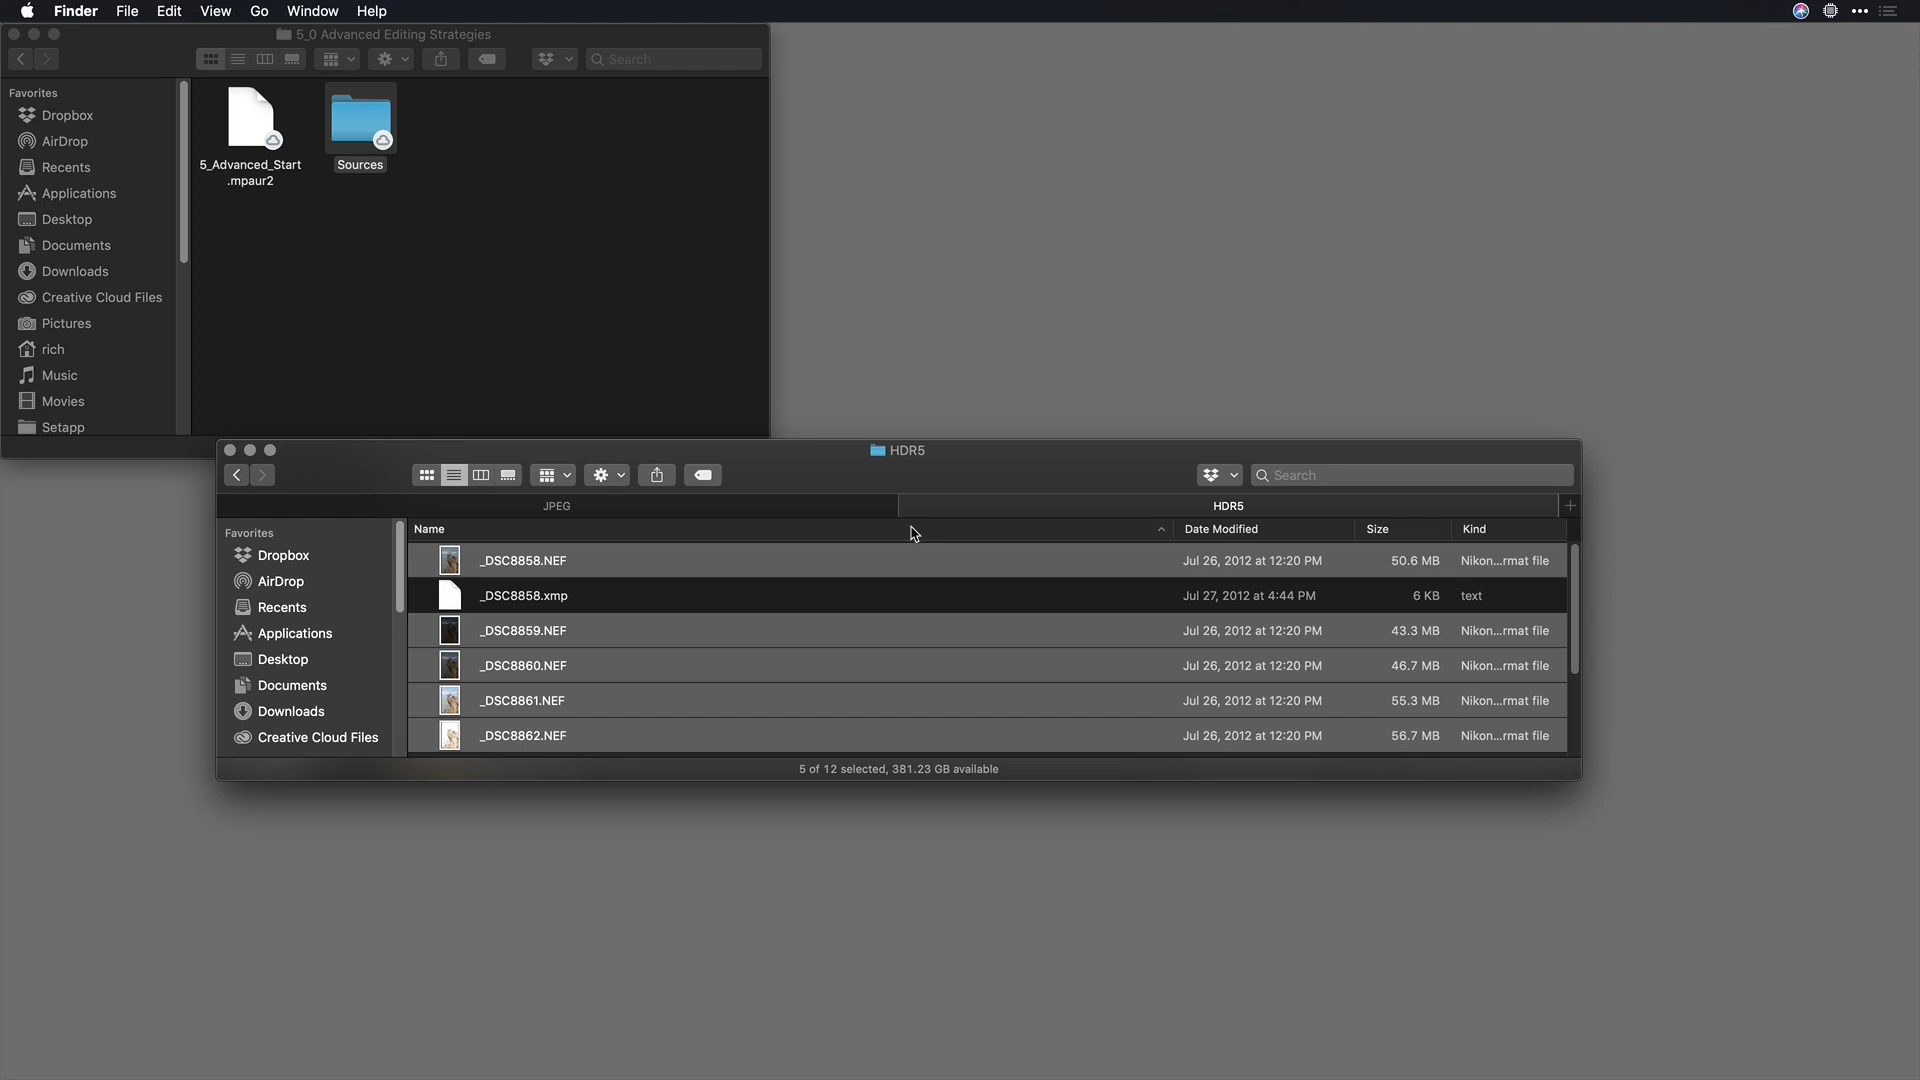 Finder File Edit View Go Window Help
5_0 Advanced Editing Strategies
Search
Favorites
Dropbox
AirDrop
Recents
Applications
Desktop
Documents
Downloads
Creative Cloud Files
Pictures
rich
Music
Movies
Setapp
5_Advanced_Start
.mpaur2
Sources
HDR5
Search
JPEG HDR5
Favorites
Dropbox
AirDrop
Recents
Applications
Desktop
Documents
Downloads
Creative Cloud Files
Name Date Modified Size Kind
_DSC8858.NEF Jul 26, 2012 at 12:20 PM 50.6 MB Nikon...rmat file
_DSC8858.xmp Jul 27, 2012 at 4:44 PM 6 KB text
_DSC8859.NEF Jul 26, 2012 at 12:20 PM 43.3 MB Nikon...rmat file
_DSC8860.NEF Jul 26, 2012 at 12:20 PM 46.7 MB Nikon...rmat file
_DSC8861.NEF Jul 26, 2012 at 12:20 PM 55.3 MB Nikon...rmat file
_DSC8862.NEF Jul 26, 2012 at 12:20 PM 56.7 MB Nikon...rmat file
5 of 12 selected, 381.23 GB available